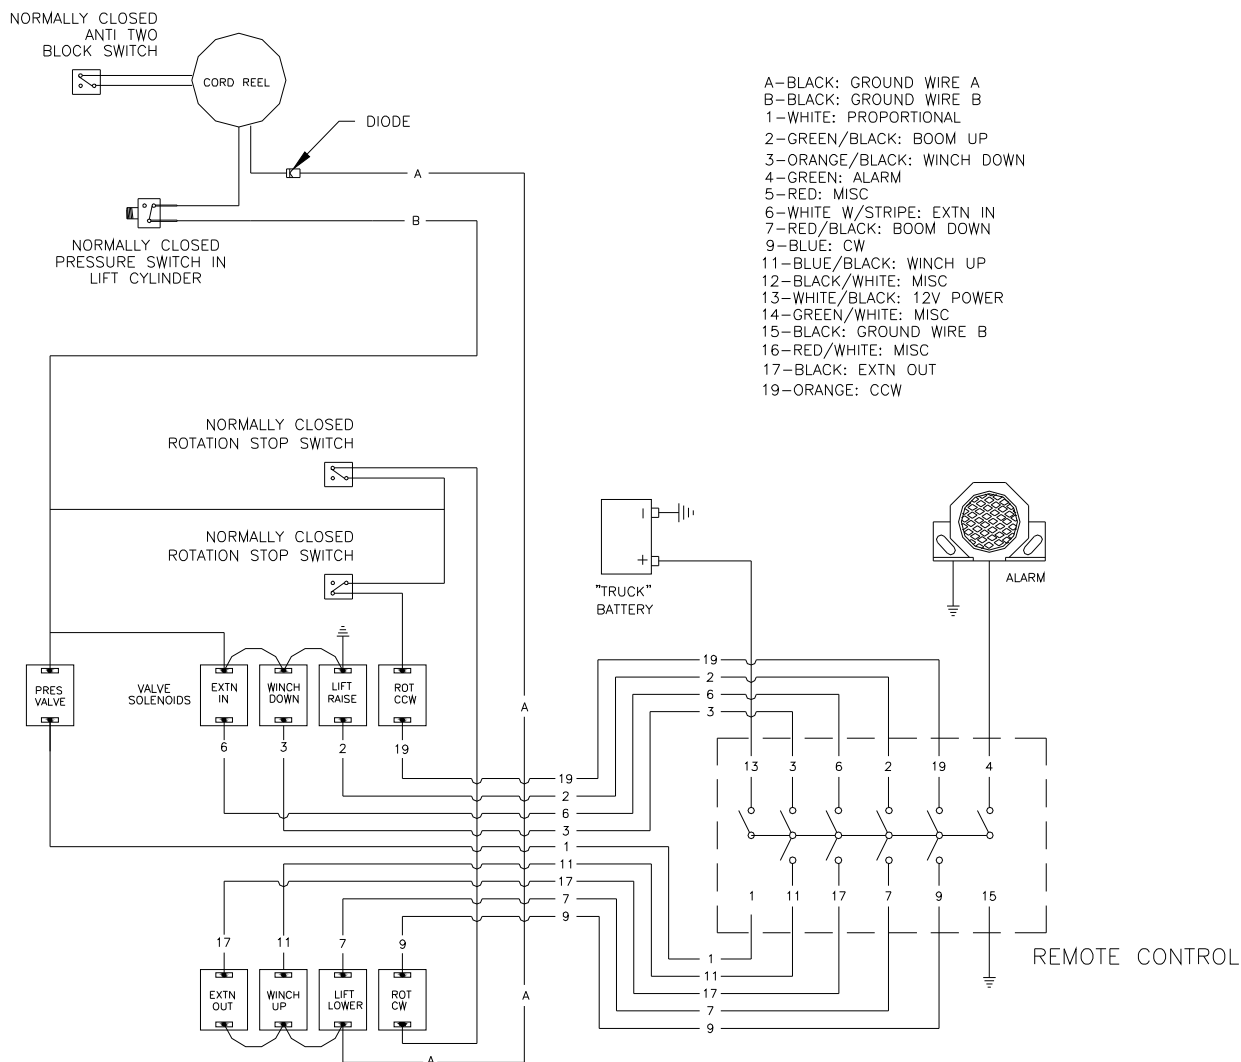 NORMALLY CLOSED
ANTI TWO
BLOCK SWITCH
CORD REEL
DIODE
A
B
NORMALLY CLOSED
PRESSURE SWITCH IN
LIFT CYLINDER
A-BLACK: GROUND WIRE A
B-BLACK: GROUND WIRE B
1-WHITE: PROPORTIONAL
2-GREEN/BLACK: BOOM UP
3-ORANGE/BLACK: WINCH DOWN
4-GREEN: ALARM
5-RED: MISC
6-WHITE W/STRIPE: EXTN IN
7-RED/BLACK: BOOM DOWN
9-BLUE: CW
11-BLUE/BLACK: WINCH UP
12-BLACK/WHITE: MISC
13-WHITE/BLACK: 12V POWER
14-GREEN/WHITE: MISC
15-BLACK: GROUND WIRE B
16-RED/WHITE: MISC
17-BLACK: EXTN OUT
19-ORANGE: CCW
NORMALLY CLOSED
ROTATION STOP SWITCH
NORMALLY CLOSED
ROTATION STOP SWITCH
- +
"TRUCK"
BATTERY
ALARM
PRES
VALVE
VALVE
SOLENOIDS
EXTN
IN
WINCH
DOWN
LIFT
RAISE
ROT
CCW
6 3 2 19
A
19
2
6
3
13 3 6 2 19 4
19
2
6
3
1
11
17
7
9
1 11 17 7 9 15
REMOTE CONTROL
17 11 7 9
1
11
17
7
9
EXTN
OUT
WINCH
UP
LIFT
LOWER
ROT
CW
A
A